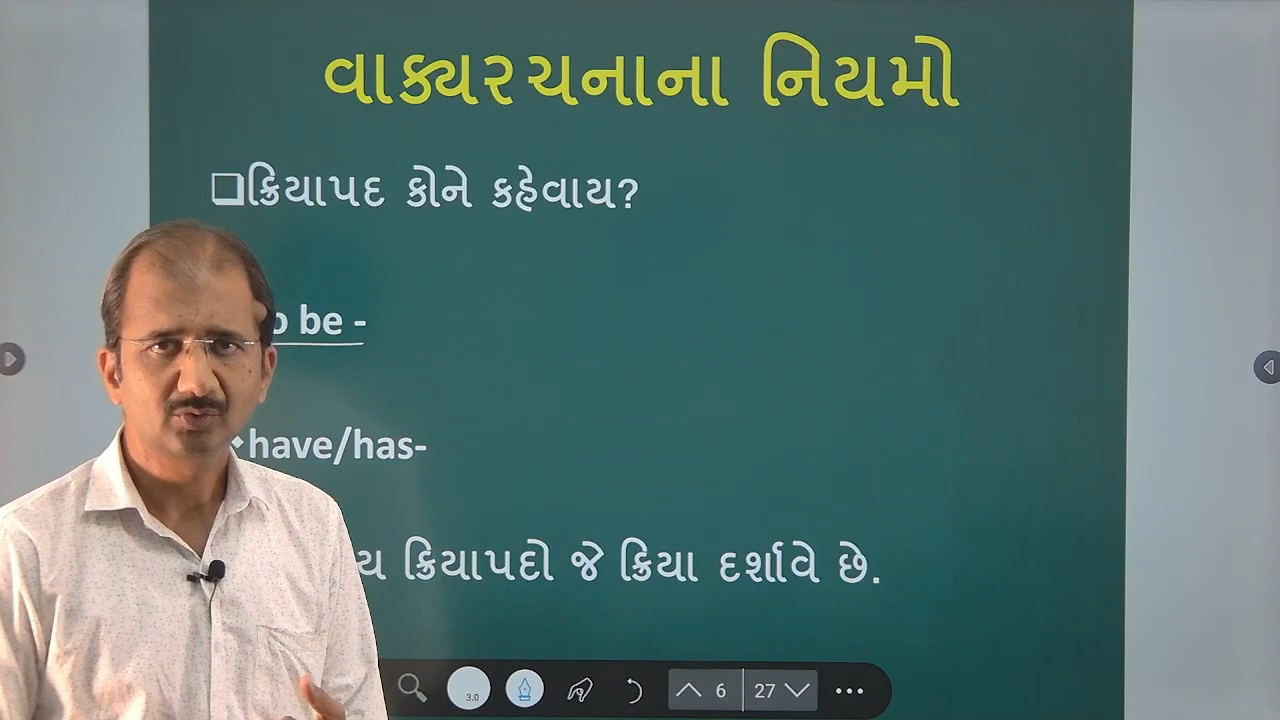 વાક્યરચનાના નિયમો
ક્રિયાપદ કોને કહેવાય?
be -
have/has-
ક્રિયાપદો જે ક્રિયા દર્શાવે છે.
3.0
6
27